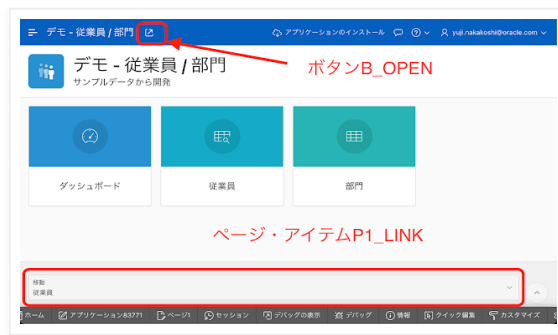 デモ - 従業員 / 部門
アプリケーションのインストール
yuji.nakakoshi@oracle.com
デモ - 従業員 / 部門
サンプルデータから
開発
ボタンB_OPEN
ダッシュボード
従業員
部門
ページ・アイテムP1_LINK
移動
従業員
ホーム
アプリケーション83771
ページ1
セッション
デバッグの表示
デバッグ
情報
クイック編集
カスタマイズ